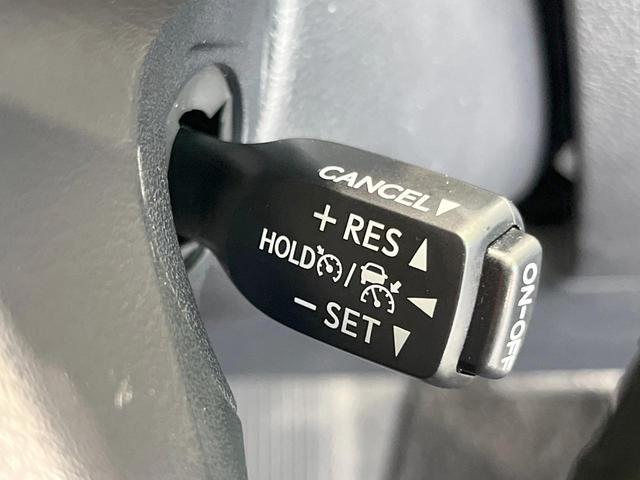 CANCEL▼
+ RES ▲
HOLD / ◀
− SET ▼
ON-OFF